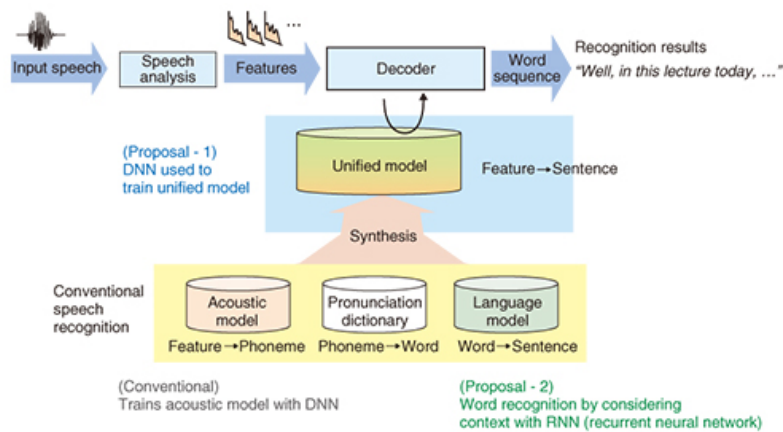 ...
Input speech
Speech
analysis
Features
Decoder
Word
sequence
Recognition results
“Well, in this lecture today, …”
(Proposal - 1)
DNN used to
train unified model
Unified model
Feature→Sentence
Synthesis
Conventional
speech
recognition
Acoustic
model
Pronunciation
dictionary
Language
model
Feature→Phoneme
Phoneme→Word
Word→Sentence
(Conventional)
Trains acoustic model with DNN
(Proposal - 2)
Word recognition by considering
context with RNN (recurrent neural network)